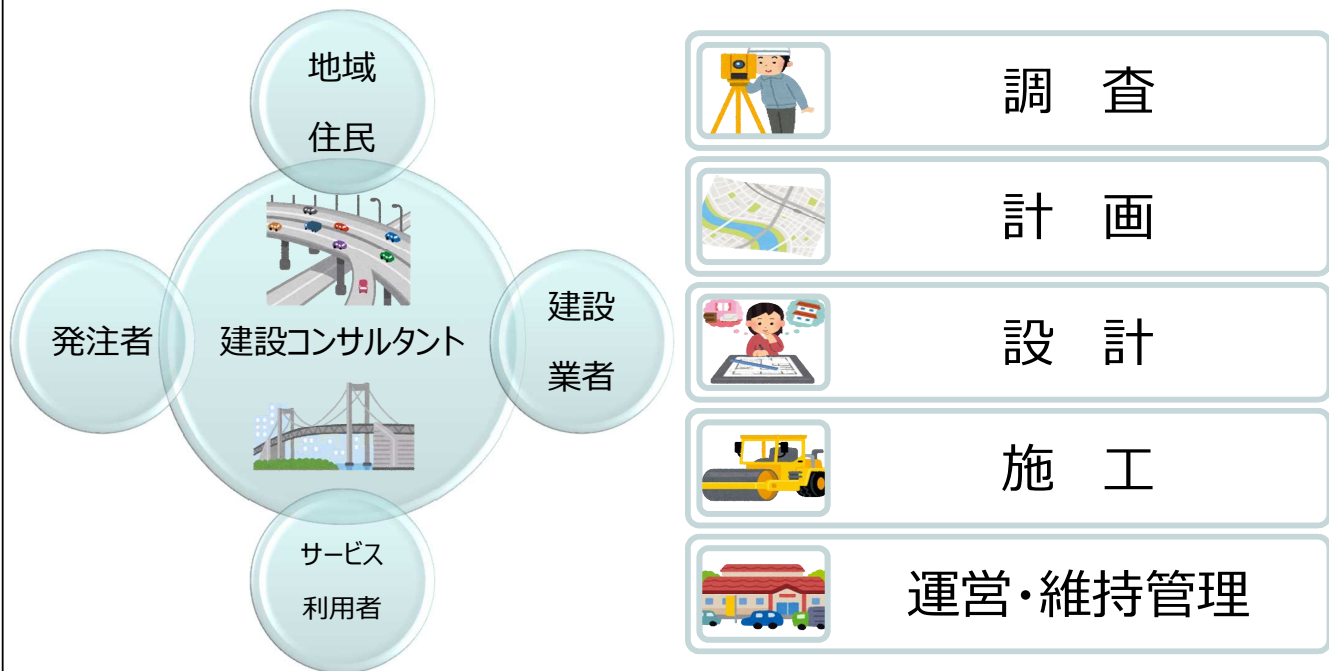 地域
住民
発注者
建設コンサルタント
建設
業者
サービス
利用者
調　査
計　画
設　計
施　工
運営・維持管理